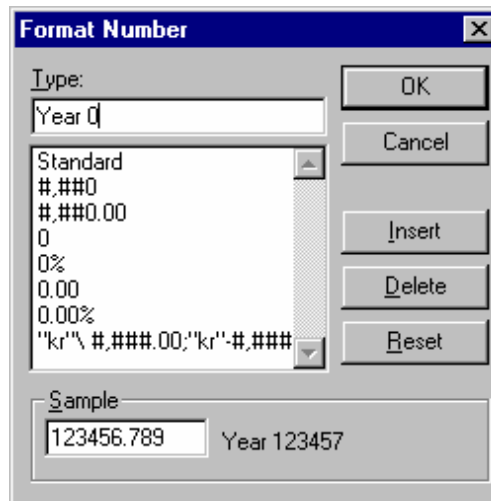 Format Number
Type:
Year 0
OK
Cancel
Standard
#,##0
#,##0.00
0
0%
0.00
0.00%
"kr"\ #,###.00;"kr"-#,###
Insert
Delete
Reset
Sample
123456.789
Year 123457